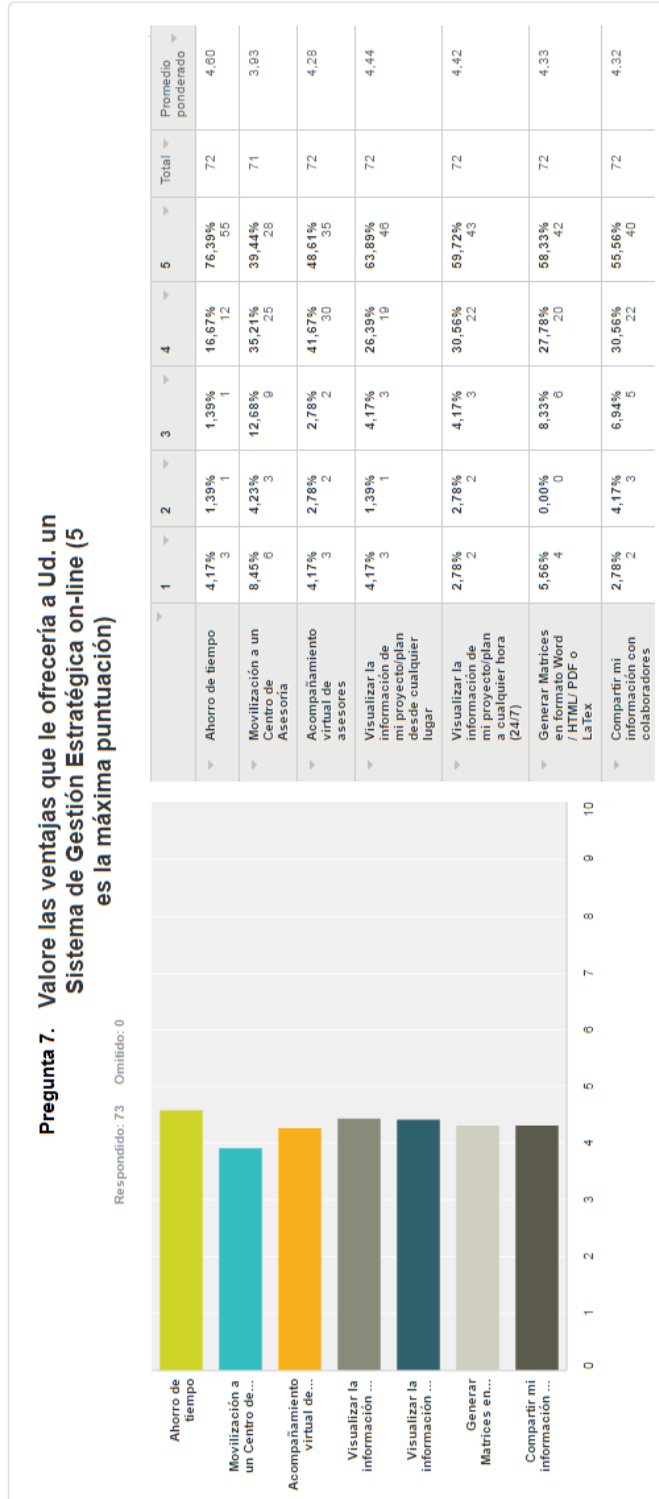 Pregunta 7. Valore las ventajas que le ofrecería a Ud. un
Sistema de Gestión Estratégica on-line (5
es la máxima puntuación)
Respondido: 73 Omitido: 0
Ahorro de
tiempo
Movilización a
un Centro de...
Acompañamiento
virtual de...
Visualizar la
información ...
Visualizar la
información ...
Generar
Matrices en...
Compartir mi
información ...
0 1 2 3 4 5 6 7 8 9 10
1 2 3 4 5 Total Promedio
ponderado
Ahorro de tiempo 4,17% 1,39% 1,39% 16,67% 76,39% 72 4,60
3 1 1 12 55
Movilización a un 8,45% 4,23% 12,68% 35,21% 39,44% 71 3,93
Centro de 6 3 9 25 28
Asesoría
Acompañamiento 4,17% 2,78% 2,78% 41,67% 48,61% 72 4,28
virtual de 3 2 2 30 35
asesores
Visualizar la 4,17% 1,39% 4,17% 26,39% 63,89% 72 4,44
información de 3 1 3 19 46
mi proyecto/plan
desde cualquier
lugar
Visualizar la 2,78% 2,78% 4,17% 30,56% 59,72% 72 4,42
información de 2 2 3 22 43
mi proyecto/plan
a cualquier hora
(24/7)
Generar Matrices 5,56% 0,00% 8,33% 27,78% 58,33% 72 4,33
en formato Word 4 0 6 20 42
/ HTML/ PDF o
LaTex
Compartir mi 2,78% 4,17% 6,94% 30,56% 55,56% 72 4,32
información con 2 3 5 22 40
colaboradores